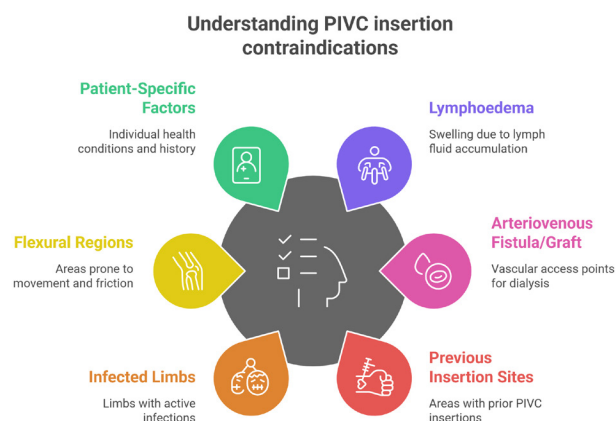 Understanding PIVC insertion
contraindications
Patient-Specific
Factors
Individual health
conditions and history
Lymphoedema
Swelling due to lymph
fluid accumulation
Flexural Regions
Areas prone to
movement and friction
Arteriovenous
Fistula/Graft
Vascular access points
for dialysis
Infected Limbs
Limbs with active
infections
Previous
Insertion Sites
Areas with prior PIVC
insertions